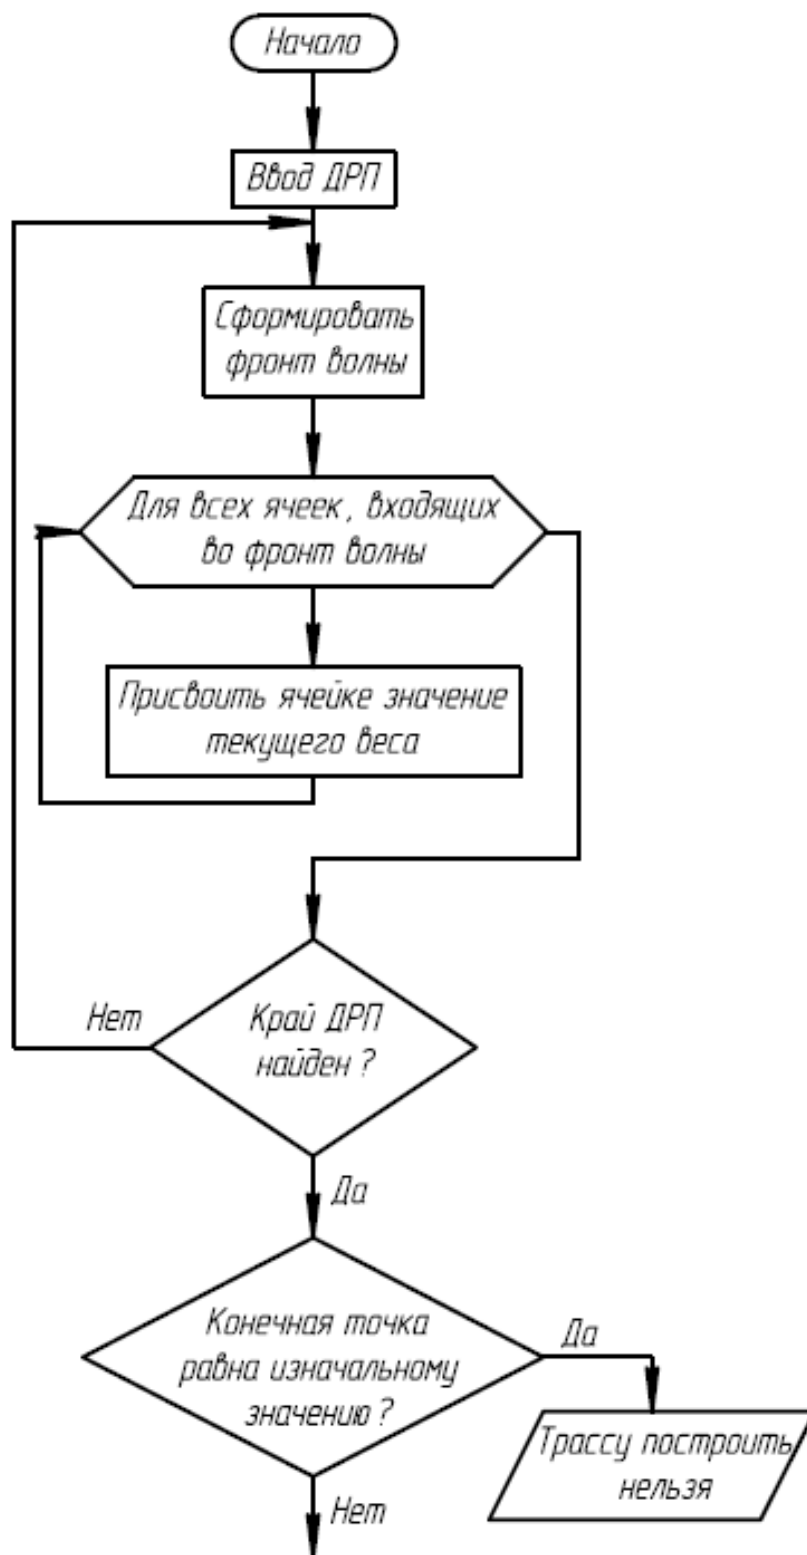 Начало
Ввод ДРП
Сформировать
фронт волны
Для всех ячеек, входящих
во фронт волны
Присвоить ячейке значение
текущего веса
Нет
Край ДРП
найден ?
Да
Конечная точка
равна изначальному
значению ?
Да
Трассу построить
нельзя
Нет